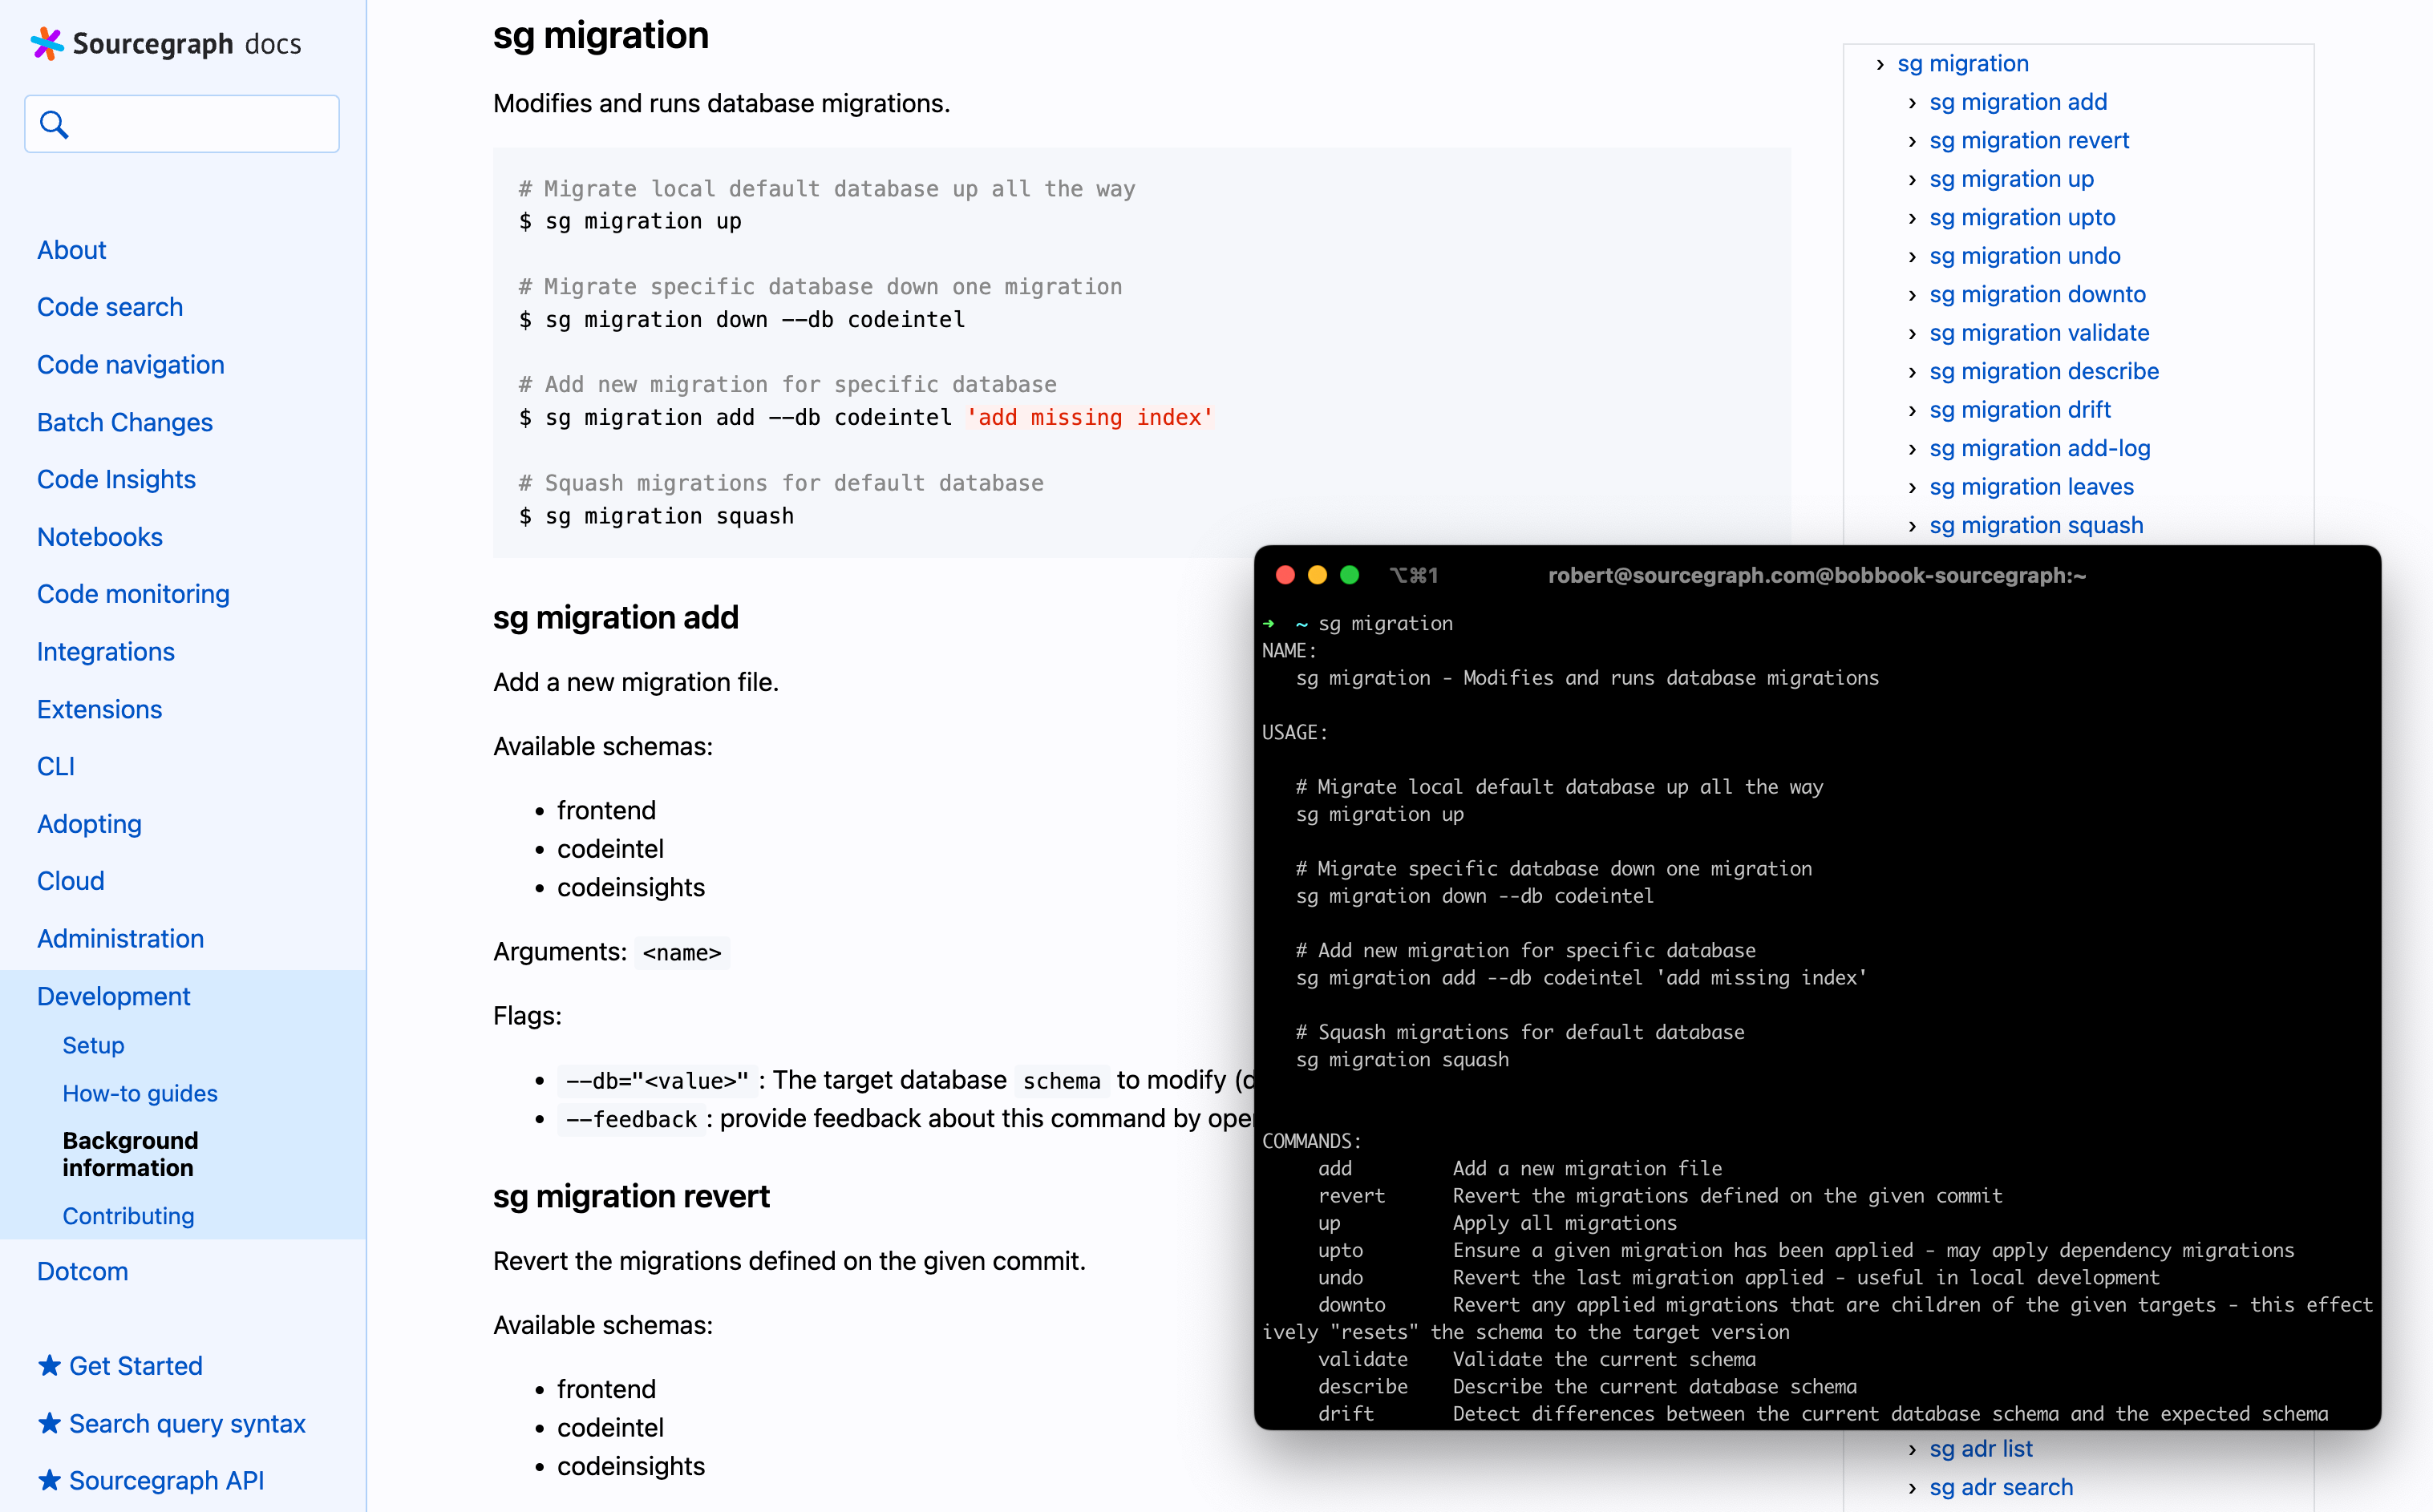 Sourcegraph docs
About
Code search
Code navigation
Batch Changes
Code Insights
Notebooks
Code monitoring
Integrations
Extensions
CLI
Adopting
Cloud
Administration
Development
Setup
How-to guides
Background
information
Contributing
Dotcom
★ Get Started
★ Search query syntax
★ Sourcegraph API
sg migration
Modifies and runs database migrations.
# Migrate local default database up all the way
$ sg migration up
# Migrate specific database down one migration
$ sg migration down --db codeintel
# Add new migration for specific database
$ sg migration add --db codeintel 'add missing index'
# Squash migrations for default database
$ sg migration squash
sg migration add
Add a new migration file.
Available schemas:
• frontend
• codeintel
• codeinsights
Arguments: <name>
Flags:
• --db="<value>" : The target database schema to modify (
• --feedback : provide feedback about this command by
sg migration revert
Revert the migrations defined on the given commit.
Available schemas:
• frontend
• codeintel
• codeinsights
› sg migration
› sg migration add
› sg migration revert
› sg migration up
› sg migration upto
› sg migration undo
› sg migration downto
› sg migration validate
› sg migration describe
› sg migration drift
› sg migration add-log
› sg migration leaves
› sg migration squash
⌥⌘1 robert@sourcegraph.com@bobbook-sourcegraph:~
➜ ~ sg migration
NAME:
sg migration - Modifies and runs database migrations
USAGE:
# Migrate local default database up all the way
sg migration up
# Migrate specific database down one migration
sg migration down --db codeintel
# Add new migration for specific database
sg migration add --db codeintel 'add missing index'
# Squash migrations for default database
sg migration squash
COMMANDS:
add Add a new migration file
revert Revert the migrations defined on the given commit
up Apply all migrations
upto Ensure a given migration has been applied - may apply dependency migrations
undo Revert the last migration applied - useful in local development
downto Revert any applied migrations that are children of the given targets - this effect
ively "resets" the schema to the target version
validate Validate the current schema
describe Describe the current database schema
drift Detect differences between the current database schema and the expected schema
› sg adr list
› sg adr search